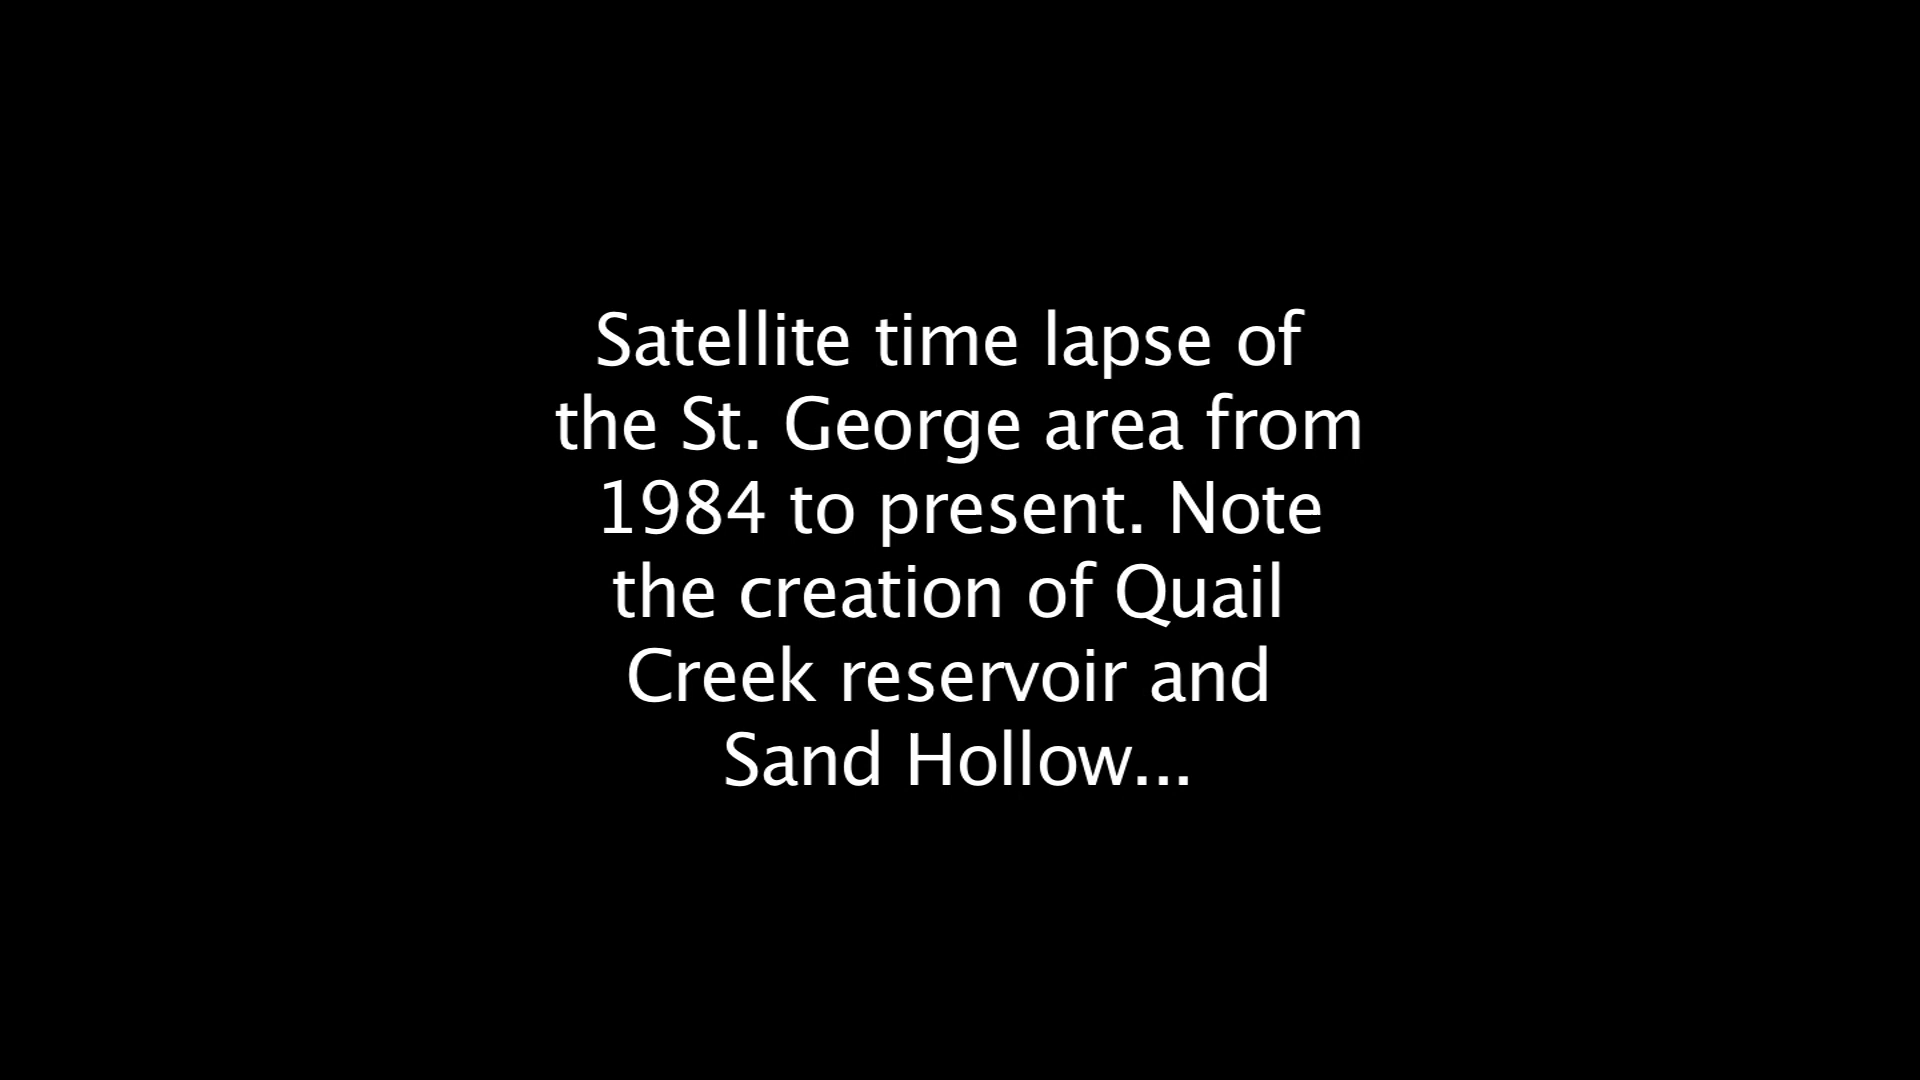 Satellite time lapse of
the St. George area from
1984 to present. Note
the creation of Quail
Creek reservoir and
Sand Hollow...